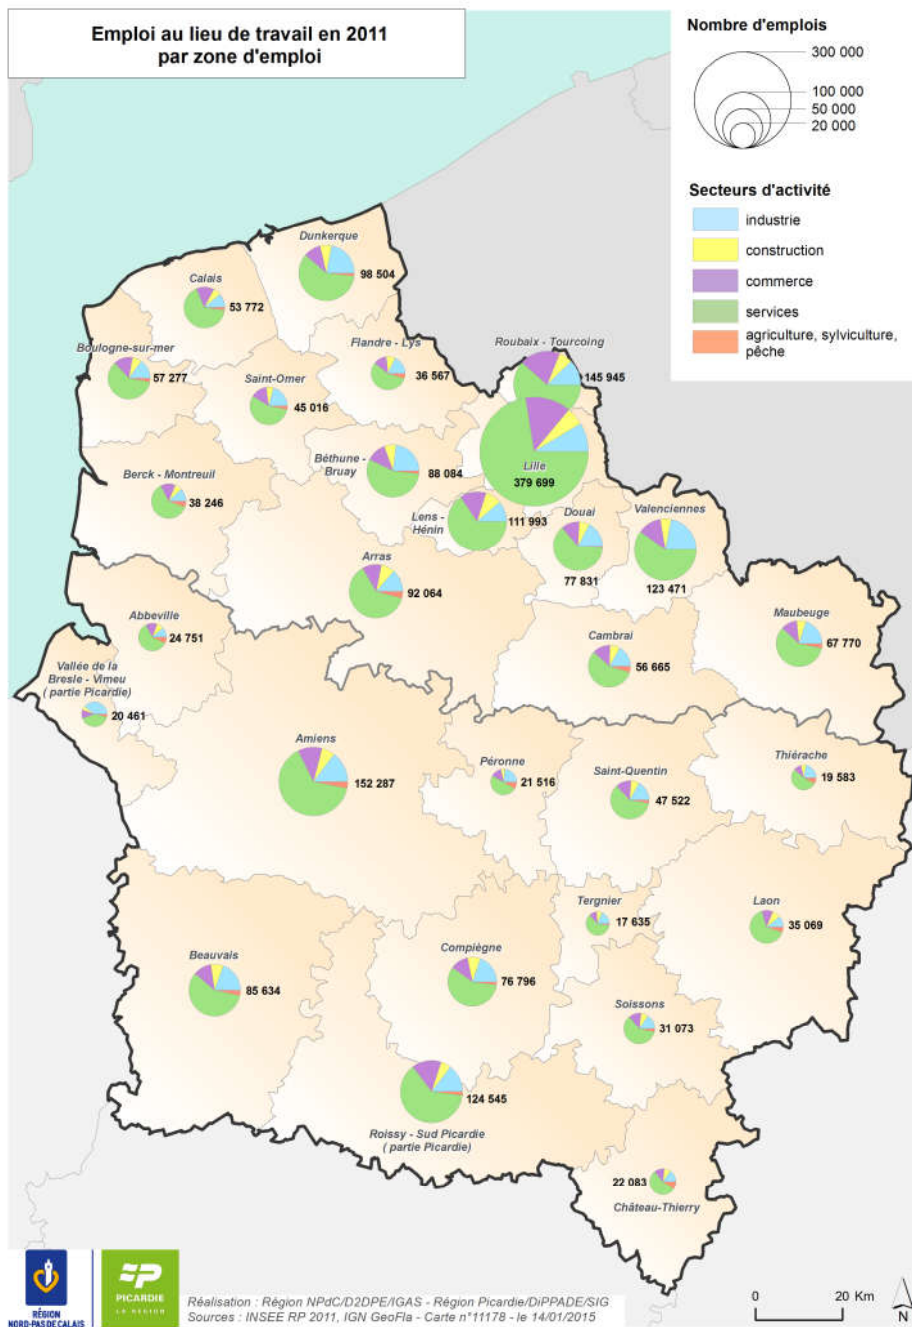 Emploi au lieu de travail en 2011
par zone d'emploi
Nombre d'emplois
300 000
100 000
50 000
20 000
Secteurs d'activité
industrie
construction
commerce
services
agriculture, sylviculture,
pêche
Dunkerque
98 504
Calais
53 772
Boulogne-sur-mer
57 277
Flandre - Lys
36 567
Saint-Omer
45 016
Roubaix - Tourcoing
145 945
Lille
379 699
Béthune -
Bruay
88 084
Berck - Montreuil
38 246
Lens -
Hénin
111 993
Douai
77 831
Valenciennes
123 471
Arras
92 064
Abbeville
24 751
Cambrai
56 665
Maubeuge
67 770
Vallée de la
Bresle - Vimeu
( partie Picardie)
20 461
Amiens
152 287
Péronne
21 516
Saint-Quentin
47 522
Thiérache
19 583
Tergnier
17 635
Laon
35 069
Beauvais
85 634
Compiègne
76 796
Soissons
31 073
Roissy - Sud Picardie
( partie Picardie)
124 545
22 083
Château-Thierry
RÉGION
NORD-PAS DE CALAIS
PICARDIE
LA RÉGION
Réalisation : Région NPdC/D2DPE/IGAS - Région Picardie/DiPPADE/SIG
Sources : INSEE RP 2011, IGN GeoFla - Carte n°11178 - le 14/01/2015
0 20 Km
N